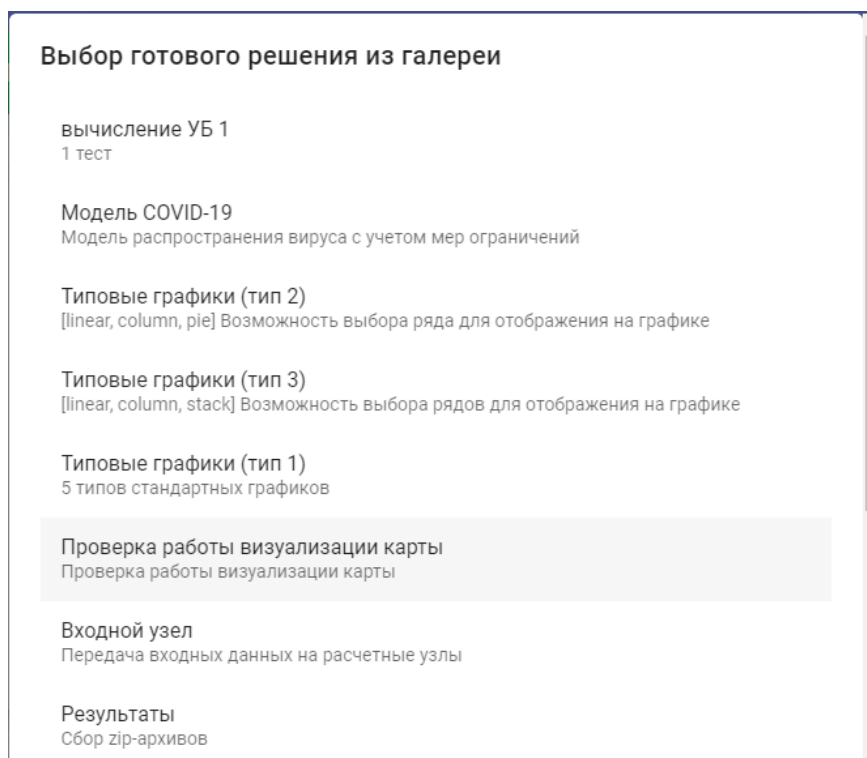 Выбор готового решения из галереи
вычисление УБ 1
1 тест
Модель COVID-19
Модель распространения вируса с учетом мер ограничений
Типовые графики (тип 2)
[linear, column, pie] Возможность выбора ряда для отображения на графике
Типовые графики (тип 3)
[linear, column, stack] Возможность выбора рядов для отображения на графике
Типовые графики (тип 1)
5 типов стандартных графиков
Проверка работы визуализации карты
Проверка работы визуализации карты
Входной узел
Передача входных данных на расчетные узлы
Результаты
Сбор zip-архивов